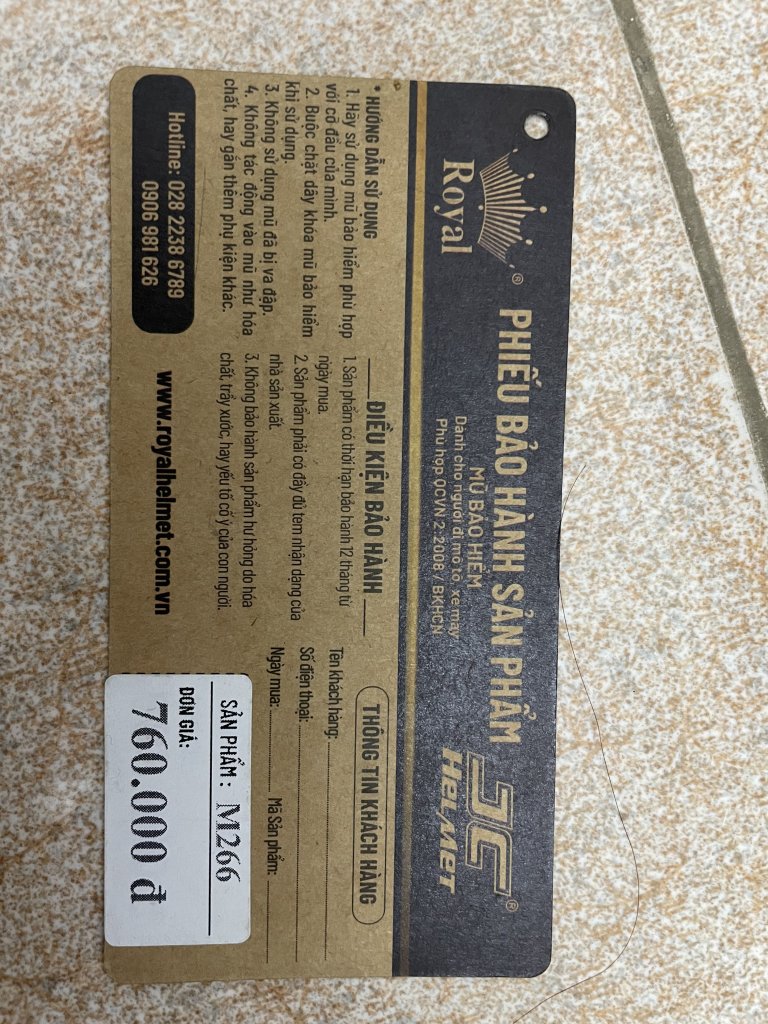 Royal
®
PHIẾU BẢO HÀNH SẢN PHẨM
MŨ BẢO HIỂM
Dành cho người đi mô tô, xe máy
Phù hợp QCVN 2:2008 / BKHCN
JC
HELMET
®
* HƯỚNG DẪN SỬ DỤNG
1. Hãy sử dụng mũ bảo hiểm phù hợp
với cỡ đầu của mình.
2. Buộc chặt dây khóa mũ bảo hiểm
khi sử dụng.
3. Không sử dụng mũ đã bị va đập.
4. Không tác động vào mũ như hóa
chất, hay gắn thêm phụ kiện khác.
Hotline: 028 2238 6789
0906 981 626
ĐIỀU KIỆN BẢO HÀNH
1. Sản phẩm có thời hạn bảo hành 12 tháng từ
ngày mua.
2. Sản phẩm phải có đầy đủ tem nhận dạng của
nhà sản xuất.
3. Không bảo hành sản phẩm hư hỏng do hóa
chất, trầy xước, hay yếu tố cố ý của con người.
www.royalhelmet.com.vn
THÔNG TIN KHÁCH HÀNG
Tên khách hàng:
Số điện thoại:
Ngày mua: Mã Sản phẩm:
SẢN PHẨM : M266
ĐƠN GIÁ:
760.000 đ